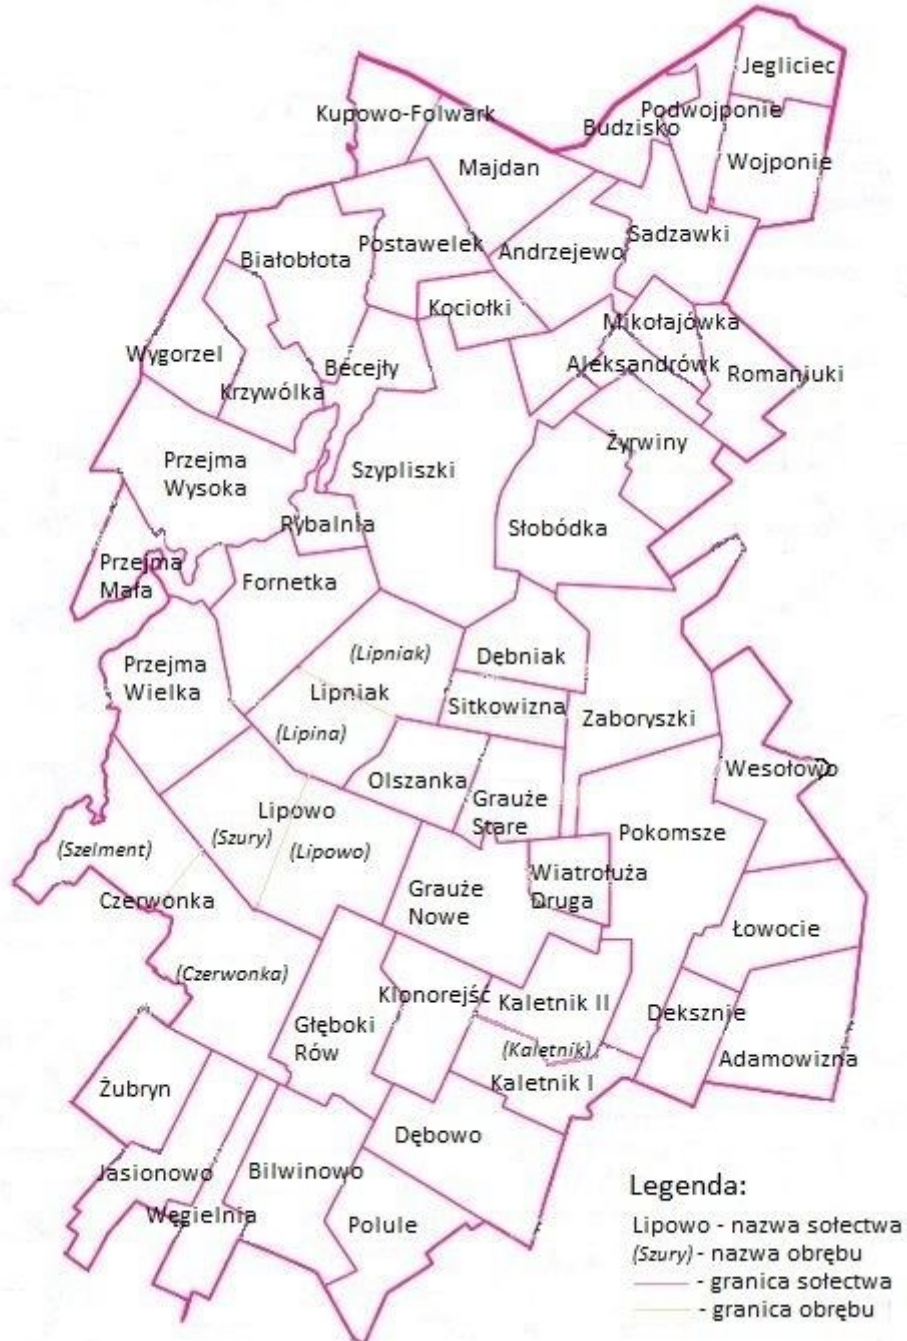 Jegliciec
Kupowo-Folwark
Podwojponie
Budzisko
Majdan
Wojponie
Sadzawki
Postawelek
Andrzejewo
Białobłota
Kociołki
Mikołajówka
Wygorzel
Becejły
Aleksandrówk
Romaniuki
Krzywólka
Żyrwiny
Przejma
Wysoka
Szypliszki
Rybalnia
Słobódka
Przejma
Mała
Fornetka
(Lipniak)
Dębniak
Przejma
Wielka
Lipniak
Sitkowizna
Zaboryszki
(Lipina)
Olszanka
Wesołowo
Grauże
Stare
Lipowo
(Szury)
(Lipowo)
Pokomsze
(Szelment)
Wiatrołuża
Druga
Grauże
Nowe
Czerwonka
Łowocie
(Czerwonka)
Klonorejść
Kaletnik II
Głęboki
Rów
Deksznie
(Kaletnik)
Adamowizna
Kaletnik I
Żubryn
Dębowo
Jasionowo
Bilwinowo
Węgielnia
Polule
Legenda:
Lipowo - nazwa sołectwa
(Szury) - nazwa obrębu
- granica sołectwa
- granica obrębu